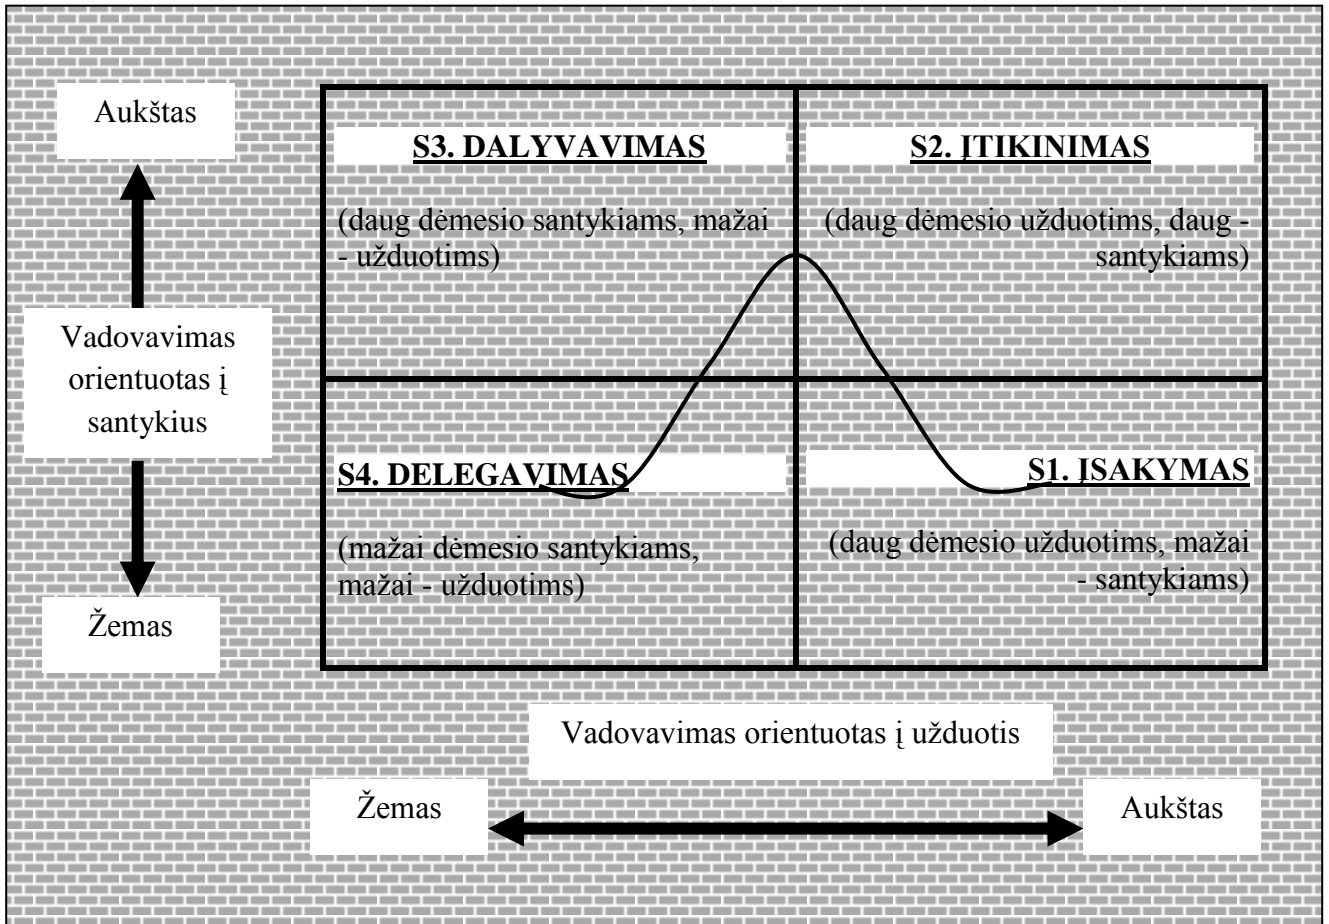 Aukštas
S3. DALYVAVIMAS
(daug dėmesio santykiams, mažai
- užduotims)
S2. ĮTIKINIMAS
(daug dėmesio užduotims, daug -
santykiams)
Vadovavimas
orientuotas į
santykius
S4. DELEGAVIMAS
(mažai dėmesio santykiams,
mažai - užduotims)
S1. ĮSAKYMAS
(daug dėmesio užduotims, mažai
- santykiams)
Žemas
Vadovavimas orientuotas į užduotis
Žemas
Aukštas